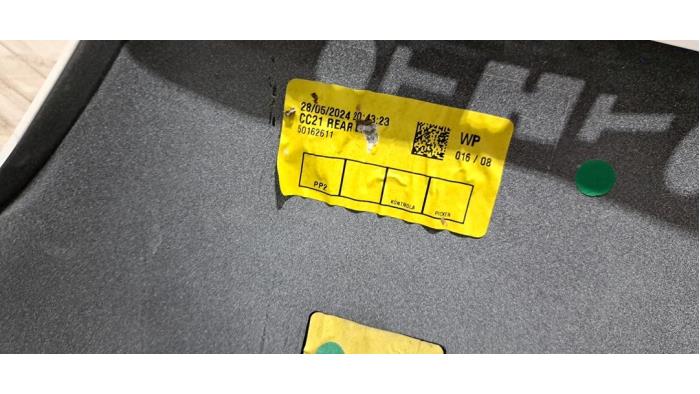 28/05/2024 20:43:23
CC21 REAR
50162611
WP
016 / 08
PP2
KONTROLA
PICKER